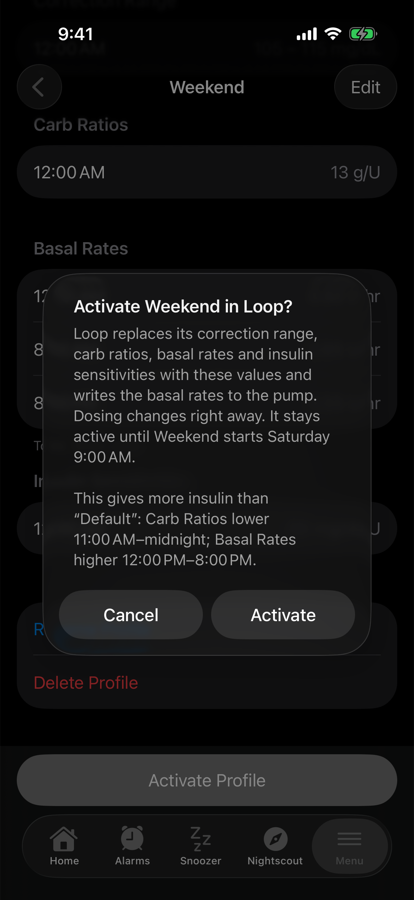 9:41
Weekend
Edit
Carb Ratios
12:00 AM
13 g/U
Basal Rates
Activate Weekend in Loop?
Loop replaces its correction range,
carb ratios, basal rates and insulin
sensitivities with these values and
writes the basal rates to the pump.
Dosing changes right away. It stays
active until Weekend starts Saturday
9:00 AM.
This gives more insulin than
“Default”: Carb Ratios lower
11:00 AM–midnight; Basal Rates
higher 12:00 PM–8:00 PM.
Cancel
Activate
Delete Profile
Activate Profile
Home
Alarms
Z z z
Snoozer
Nightscout
Menu